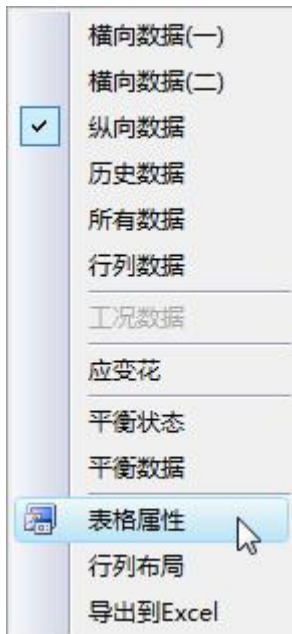 横向数据(一)
横向数据(二)
纵向数据
历史数据
所有数据
行列数据
工况数据
应变花
平衡状态
平衡数据
表格属性
行列布局
导出到Excel